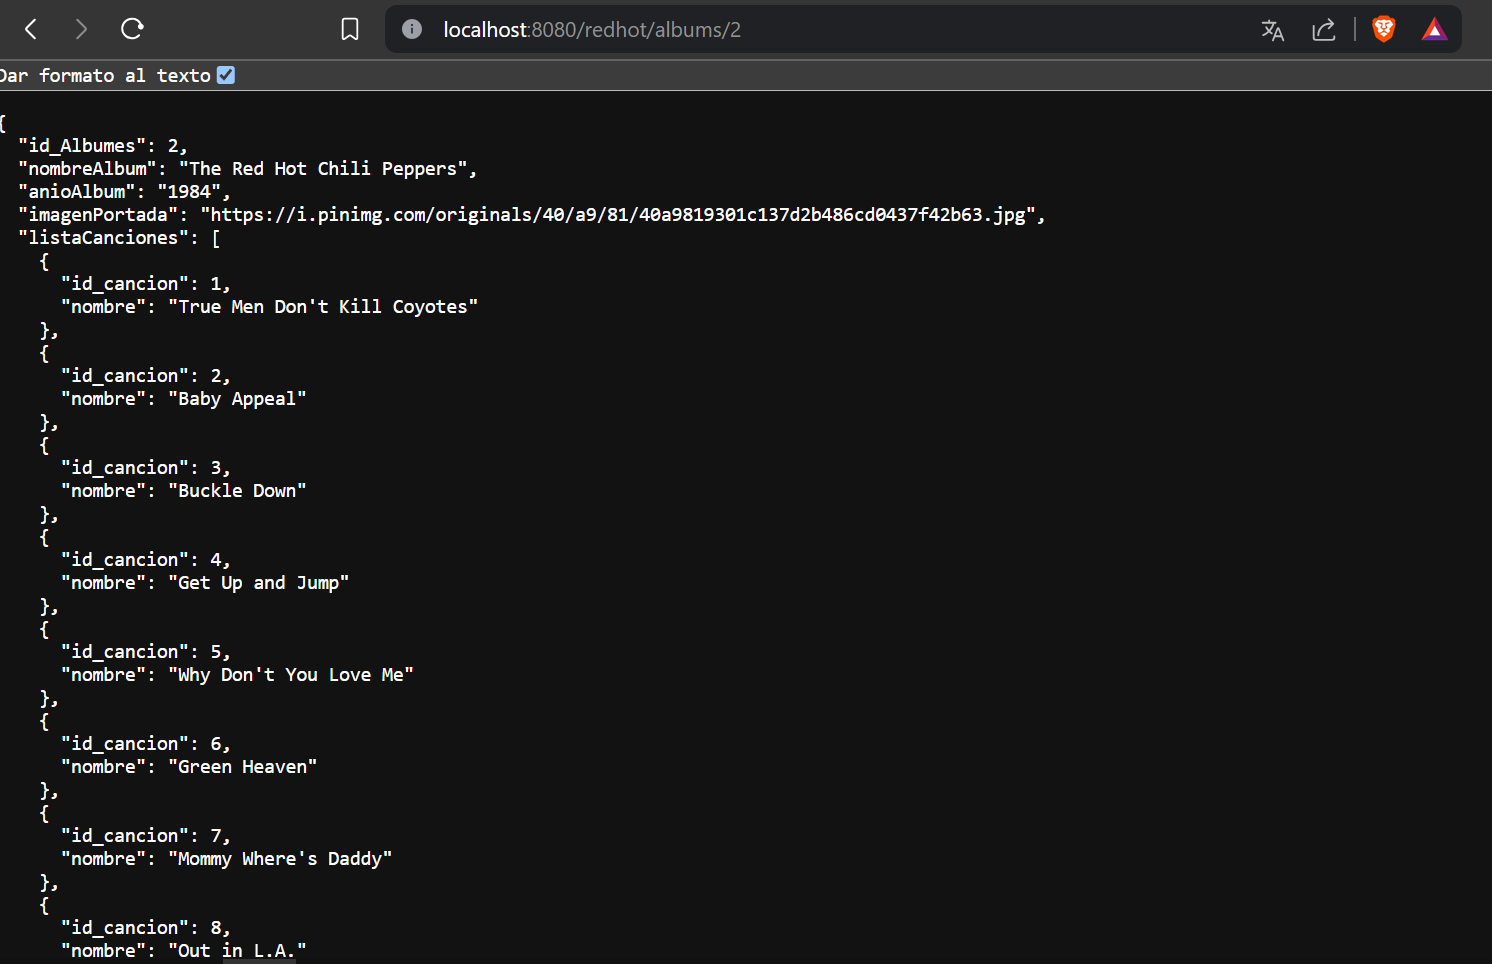 localhost:8080/redhot/albums/2
Dar formato al texto
{
"id_Albumes": 2,
"nombreAlbum": "The Red Hot Chili Peppers",
"anioAlbum": "1984",
"imagenPortada": "https://i.pinimg.com/originals/40/a9/81/40a9819301c137d2b486cd0437f42b63.jpg",
"listaCanciones": [
{
"id_cancion": 1,
"nombre": "True Men Don't Kill Coyotes"
},
{
"id_cancion": 2,
"nombre": "Baby Appeal"
},
{
"id_cancion": 3,
"nombre": "Buckle Down"
},
{
"id_cancion": 4,
"nombre": "Get Up and Jump"
},
{
"id_cancion": 5,
"nombre": "Why Don't You Love Me"
},
{
"id_cancion": 6,
"nombre": "Green Heaven"
},
{
"id_cancion": 7,
"nombre": "Mommy Where's Daddy"
},
{
"id_cancion": 8,
"nombre": "Out in L.A."